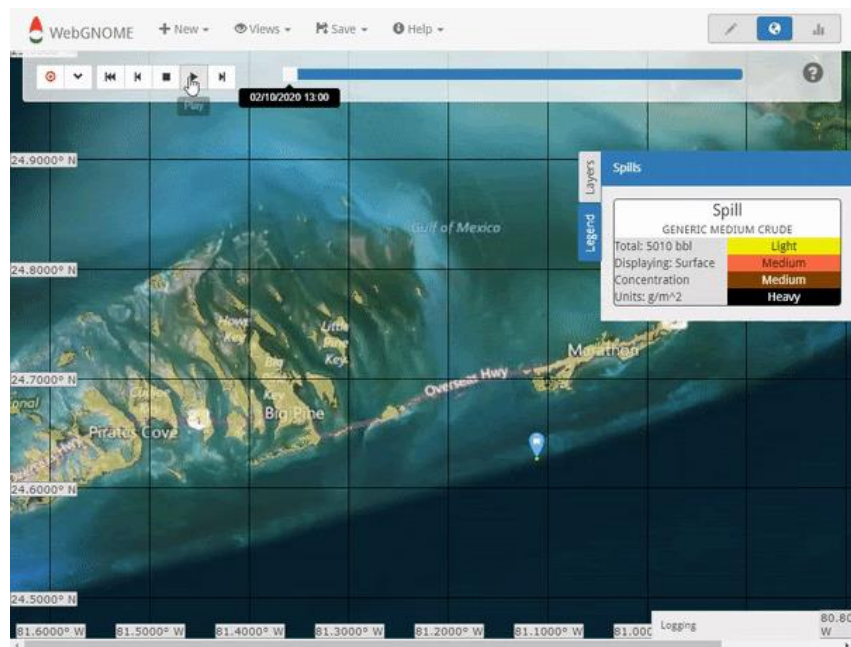 WebGNOME
New
Views
Save
Help
02/10/2020 13:00
Play
24.9000° N
Gulf of Mexico
24.8000° N
Howe
Key
Little
Pine
Key
Big
Key
24.7000° N
Marathon
Overseas Hwy
Big Pine
Pirates Cove
24.6000° N
24.5000° N
81.6000° W
81.5000° W
81.4000° W
81.3000° W
81.2000° W
81.1000° W
81.000
Layers
Legend
Spills
Spill
GENERIC MEDIUM CRUDE
Total: 5010 bbl
Light
Displaying: Surface
Medium
Concentration
Medium
Units: g/m^2
Heavy
Logging
80.80
W